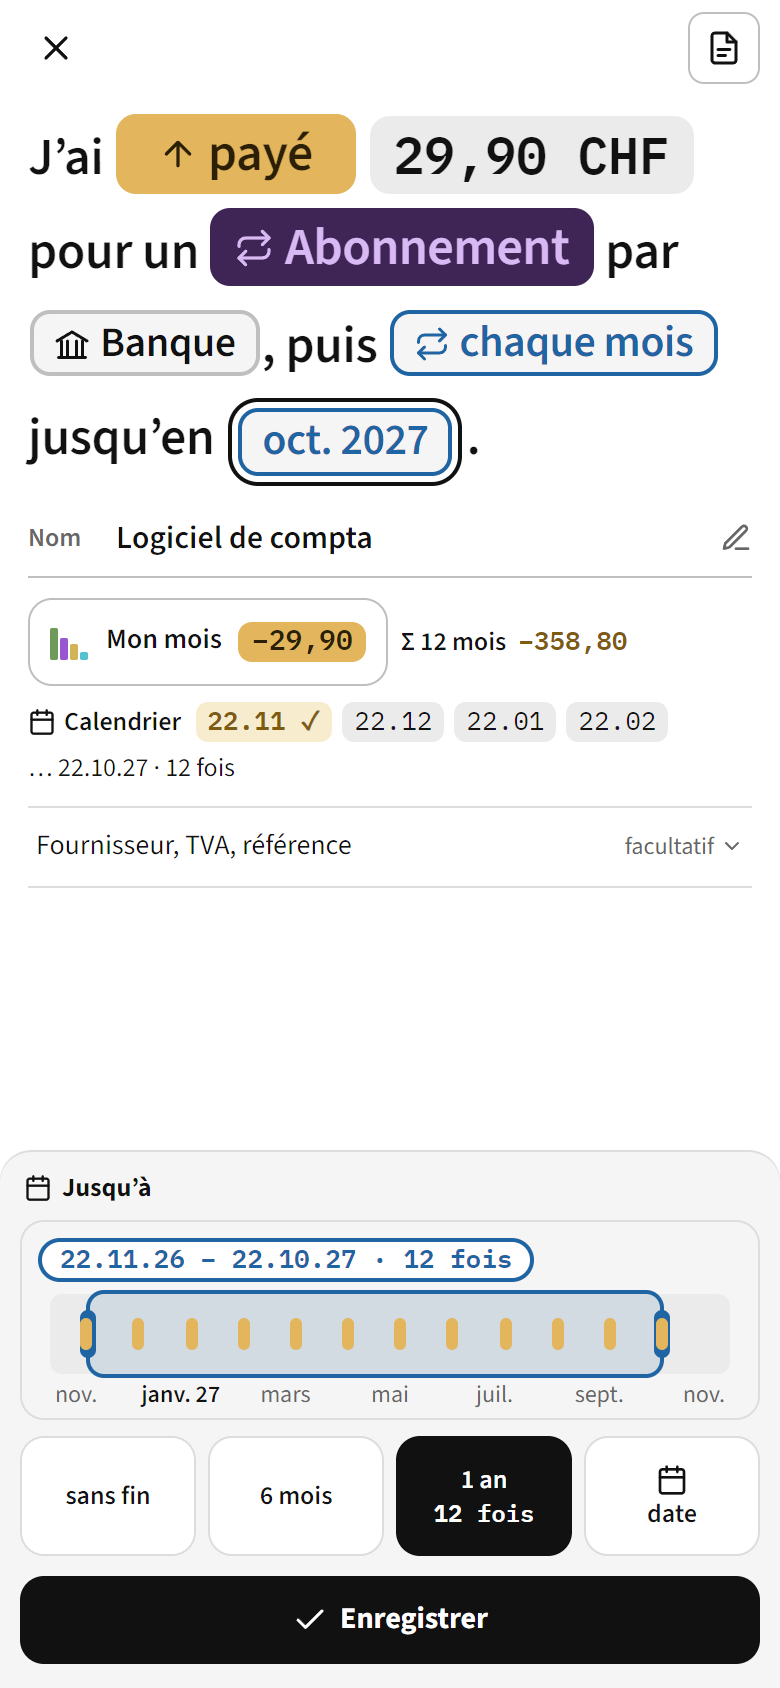 J’ai payé 29,90 CHF
pour un Abonnement par
Banque, puis chaque mois
jusqu’en oct. 2027.
Nom Logiciel de compta
Mon mois −29,90 Σ 12 mois −358,80
Calendrier 22.11 ✓ 22.12 22.01 22.02
… 22.10.27 · 12 fois
Fournisseur, TVA, référence facultatif
Jusqu’à
22.11.26 – 22.10.27 · 12 fois
nov. janv. 27 mars mai juil. sept. nov.
sans fin 6 mois 1 an
12 fois date
Enregistrer